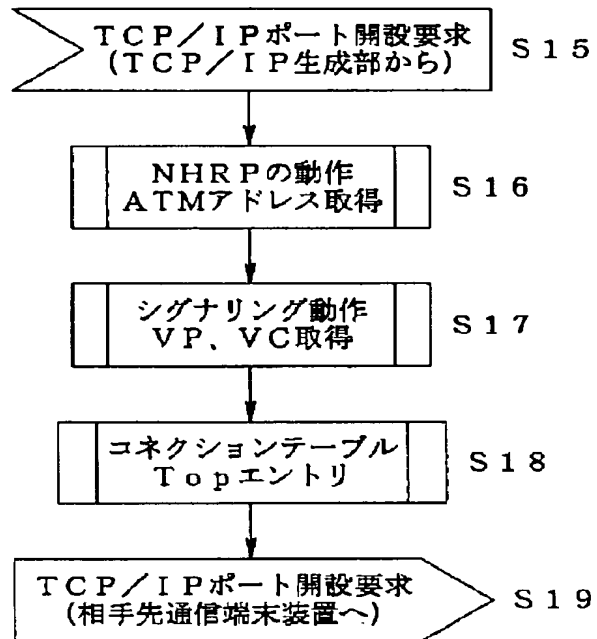 TCP/IPポート開設要求
(TCP/IP生成部から)
S15
NHRPの動作
ATMアドレス取得
S16
シグナリング動作
VP、VC取得
S17
コネクションテーブル
Topエントリ
S18
TCP/IPポート開設要求
(相手先通信端末装置へ)
S19